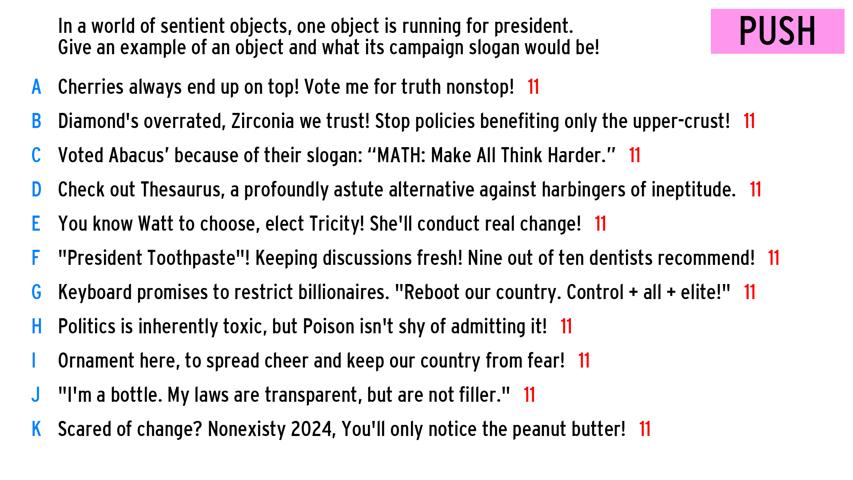 In a world of sentient objects, one object is running for president.
Give an example of an object and what its campaign slogan would be!
PUSH
A Cherries always end up on top! Vote me for truth nonstop! 11
B Diamond's overrated, Zirconia we trust! Stop policies benefiting only the upper-crust! 11
C Voted Abacus’ because of their slogan: “MATH: Make All Think Harder.” 11
D Check out Thesaurus, a profoundly astute alternative against harbingers of ineptitude. 11
E You know Watt to choose, elect Tricity! She'll conduct real change! 11
F "President Toothpaste"! Keeping discussions fresh! Nine out of ten dentists recommend! 11
G Keyboard promises to restrict billionaires. "Reboot our country. Control + all + elite!" 11
H Politics is inherently toxic, but Poison isn't shy of admitting it! 11
I Ornament here, to spread cheer and keep our country from fear! 11
J "I'm a bottle. My laws are transparent, but are not filler." 11
K Scared of change? Nonexisty 2024, You'll only notice the peanut butter! 11